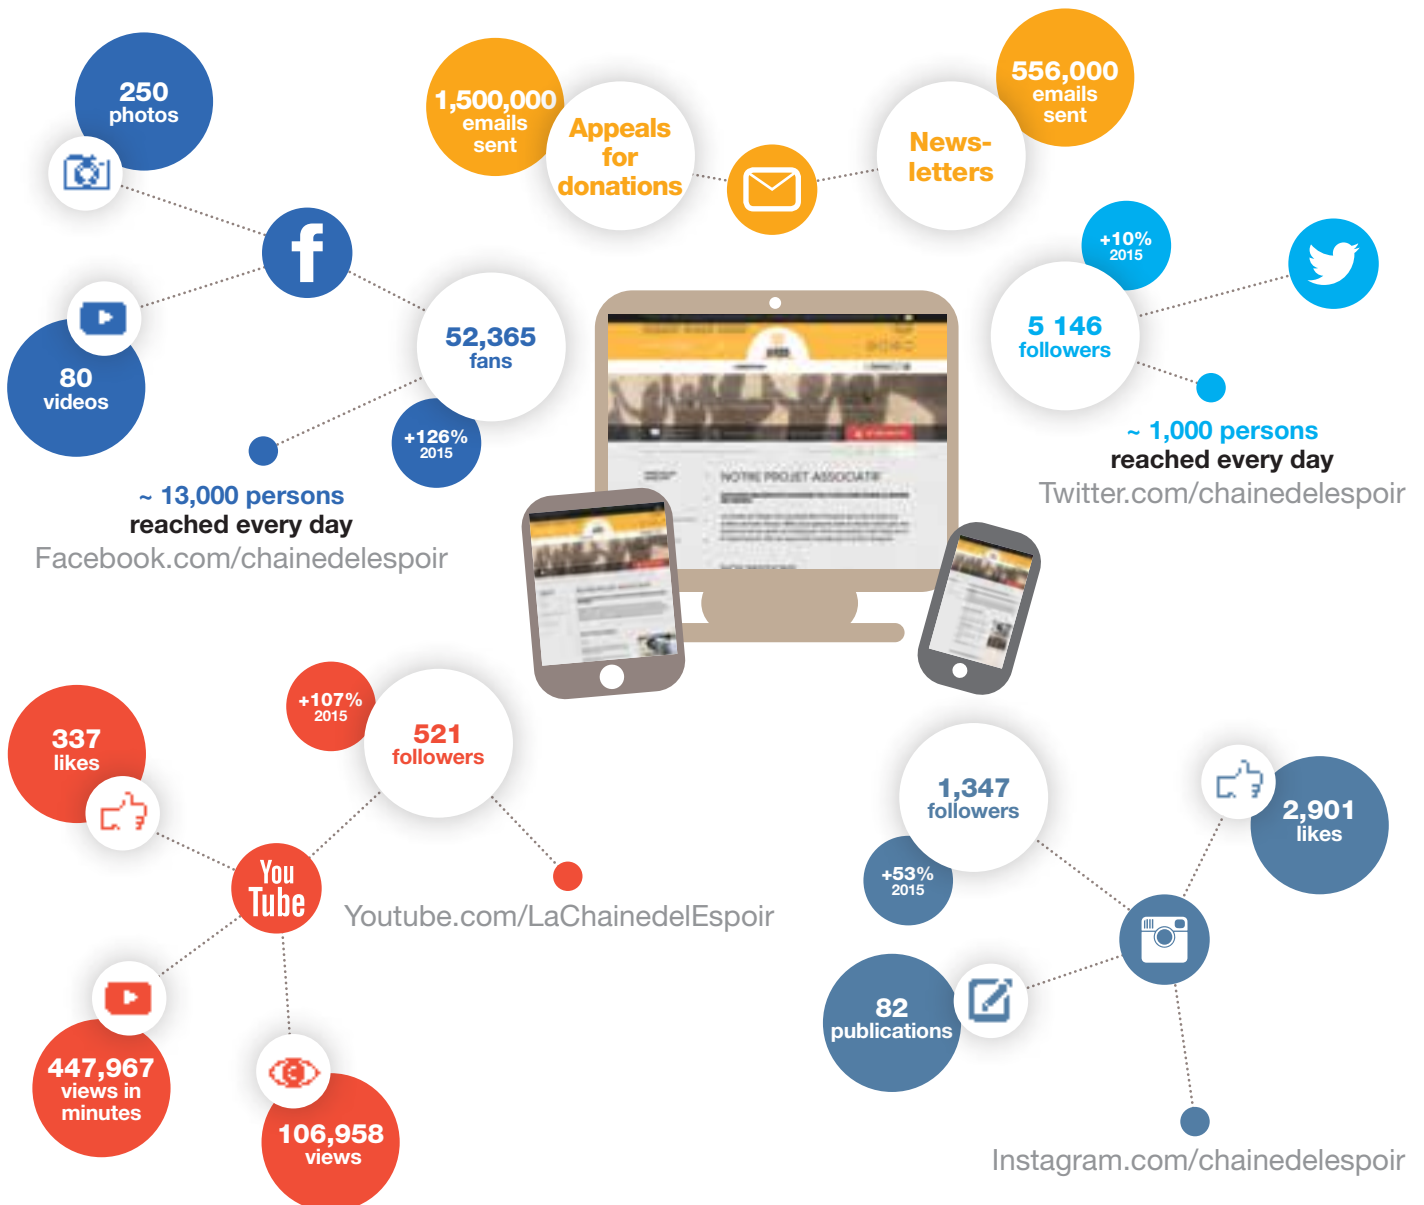 250
photos
80
videos
f
52,365
fans
+126%
2015
~ 13,000 persons
reached every day
Facebook.com/chainedelespoir
1,500,000
emails
sent
Appeals
for
donations
556,000
emails
sent
News-
letters
+10%
2015
5 146
followers
~ 1,000 persons
reached every day
Twitter.com/chainedelespoir
NOTRE PROJET ASSOCIATIF
337
likes
+107%
2015
521
followers
You
Tube
Youtube.com/LaChainedelEspoir
447,967
views in
minutes
106,958
views
1,347
followers
+53%
2015
2,901
likes
82
publications
Instagram.com/chainedelespoir